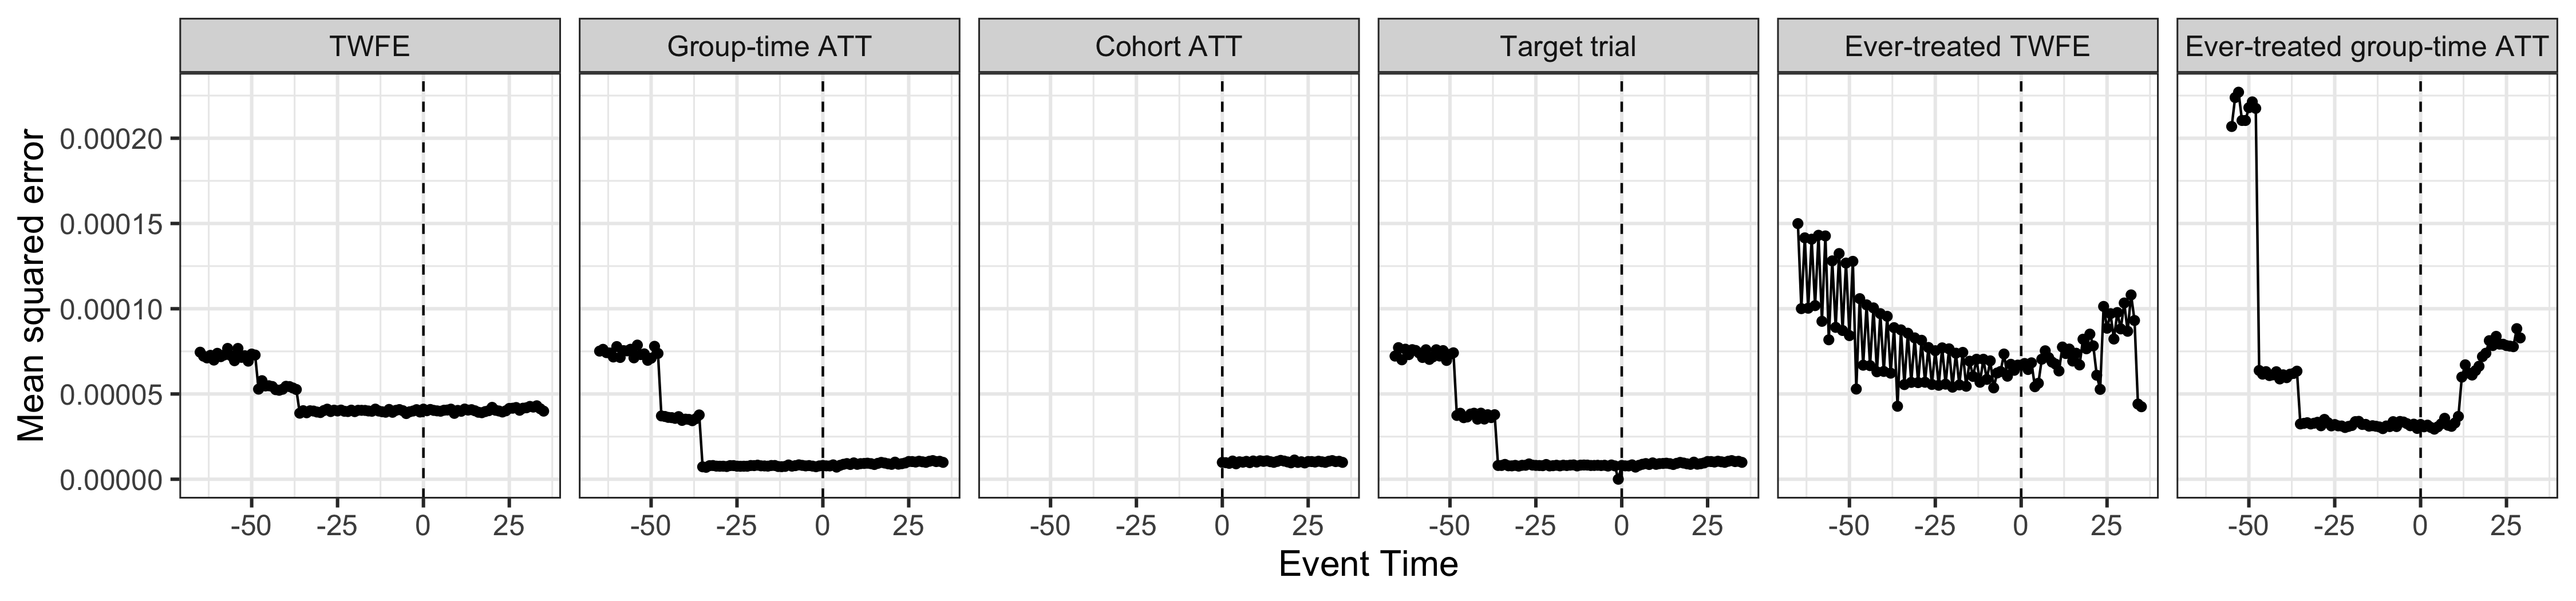 TWFE
Group-time ATT
Cohort ATT
Target trial
Ever-treated TWFE
Ever-treated group-time ATT
Mean squared error
0.00020
0.00015
0.00010
0.00005
0.00000
-50 -25 0 25
-50 -25 0 25
-50 -25 0 25
-50 -25 0 25
-50 -25 0 25
-50 -25 0 25
Event Time